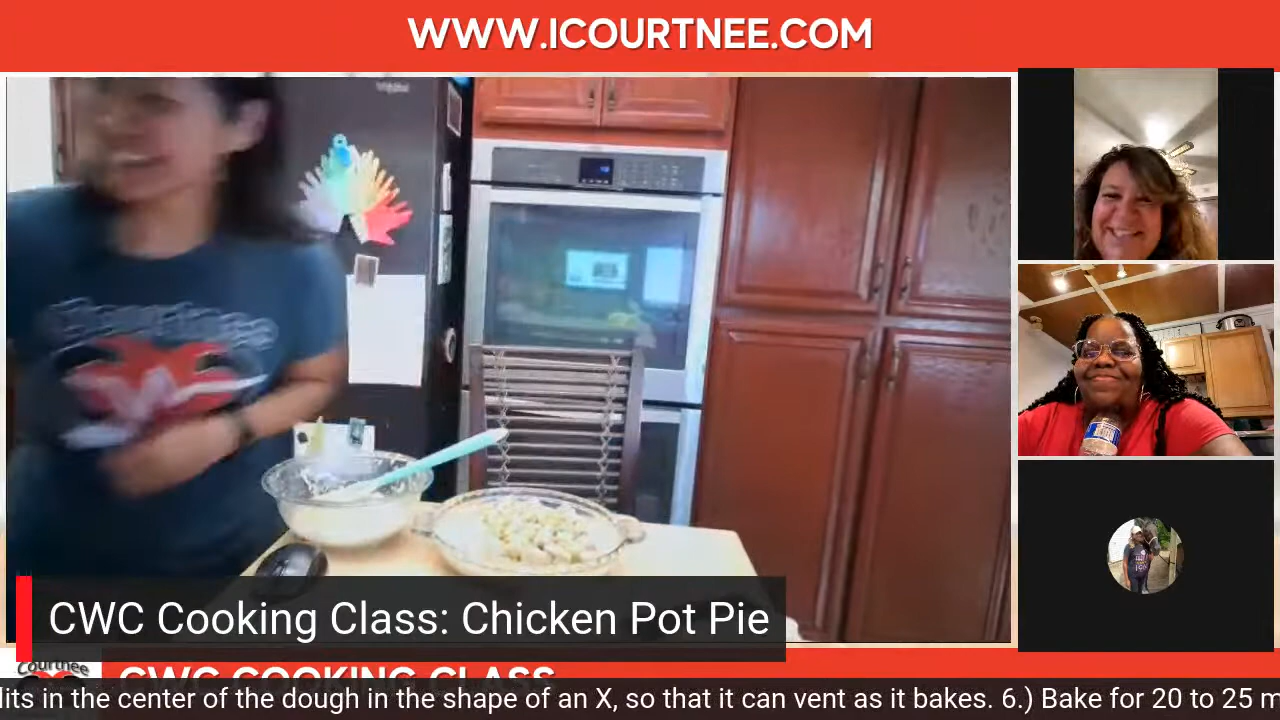 WWW.ICOURTNEE.COM
CWC Cooking Class: Chicken Pot Pie
Courtnee
CWC COOKING CLASS
lits in the center of the dough in the shape of an X, so that it can vent as it bakes. 6.) Bake for 20 to 25 m